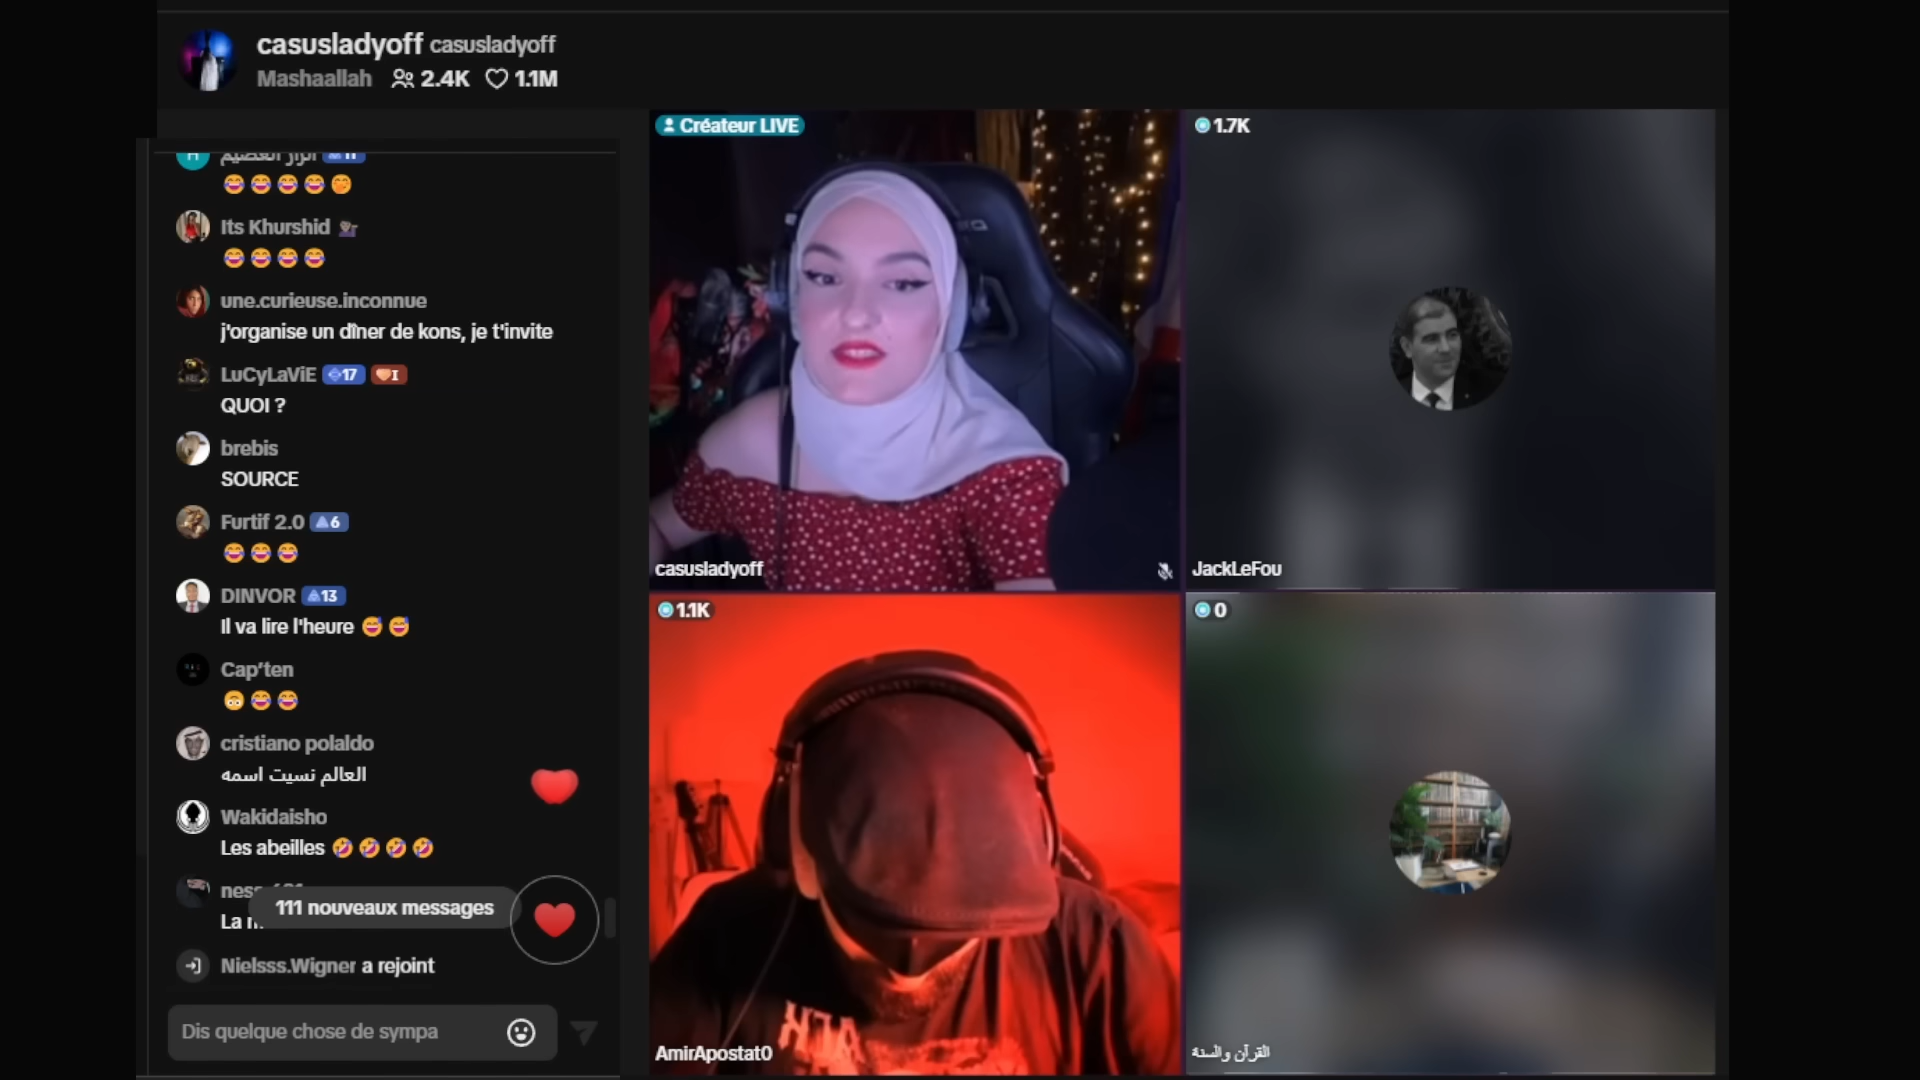 casusladyoff casusladyoff
Mashaallah 2.4K 1.1M
11
😂😂😂😂🤭
Its Khurshid 💁🏽‍♀️
😂😂😂😂
une.curieuse.inconnue
j'organise un dîner de kons, je t'invite
LuCyLaViE 17 I
QUOI ?
brebis
SOURCE
Furtif 2.0 6
😂😂😂
DINVOR 13
Il va lire l'heure 😅😅
Cap'ten
😳😂😂
cristiano polaldo
العالم نسيت اسمه
Wakidaisho
Les abeilles 🤣🤣🤣🤣
La
111 nouveaux messages
Nielsss.Wigner a rejoint
Dis quelque chose de sympa
Créateur LIVE
casusladyoff
1.7K
JackLeFou
1.1K
AmirApostat0
0
القرآن والسنة